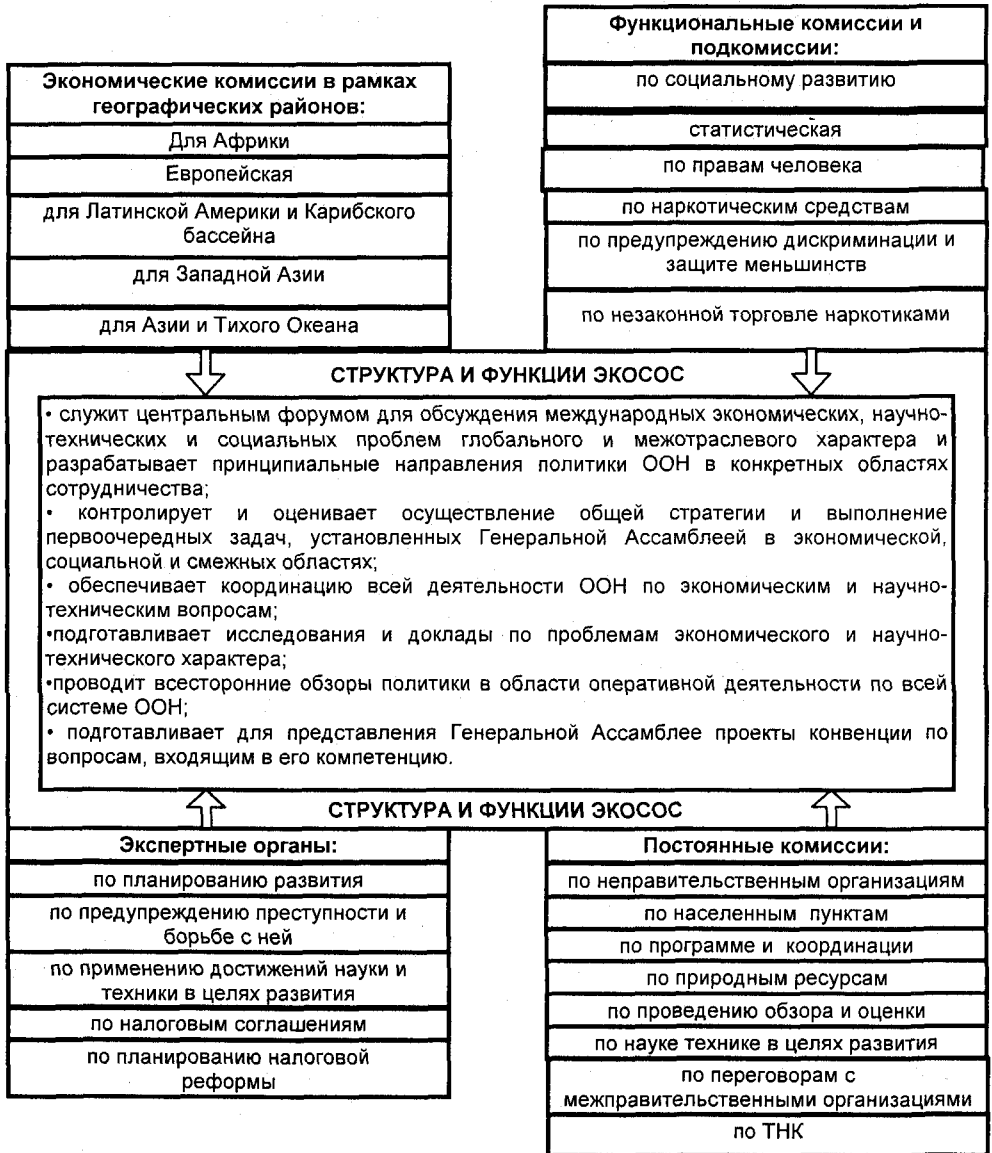 Экономические комиссии в рамках
географических районов:
Для Африки
Европейская
для Латинской Америки и Карибского
бассейна
для Западной Азии
для Азии и Тихого Океана
Функциональные комиссии и
подкомиссии:
по социальному развитию
статистическая
по правам человека
по наркотическим средствам
по предупреждению дискриминации и
защите меньшинств
по незаконной торговле наркотиками
СТРУКТУРА И ФУНКЦИИ ЭКОСОС
• служит центральным форумом для обсуждения международных экономических, научно-
технических и социальных проблем глобального и межотраслевого характера и
разрабатывает принципиальные направления политики ООН в конкретных областях
сотрудничества;
• контролирует и оценивает осуществление общей стратегии и выполнение
первоочередных задач, установленных Генеральной Ассамблеей в экономической,
социальной и смежных областях;
• обеспечивает координацию всей деятельности ООН по экономическим и научно-
техническим вопросам;
•подготавливает исследования и доклады по проблемам экономического и научно-
технического характера;
•проводит всесторонние обзоры политики в области оперативной деятельности по всей
системе ООН;
• подготавливает для представления Генеральной Ассамблее проекты конвенции по
вопросам, входящим в его компетенцию.
СТРУКТУРА И ФУНКЦИИ ЭКОСОС
Экспертные органы:
по планированию развития
по предупреждению преступности и
борьбе с ней
по применению достижений науки и
техники в целях развития
по налоговым соглашениям
по планированию налоговой
реформы
Постоянные комиссии:
по неправительственным организациям
по населенным пунктам
по программе и координации
по природным ресурсам
по проведению обзора и оценки
по науке технике в целях развития
по переговорам с
межправительственными организациями
по ТНК